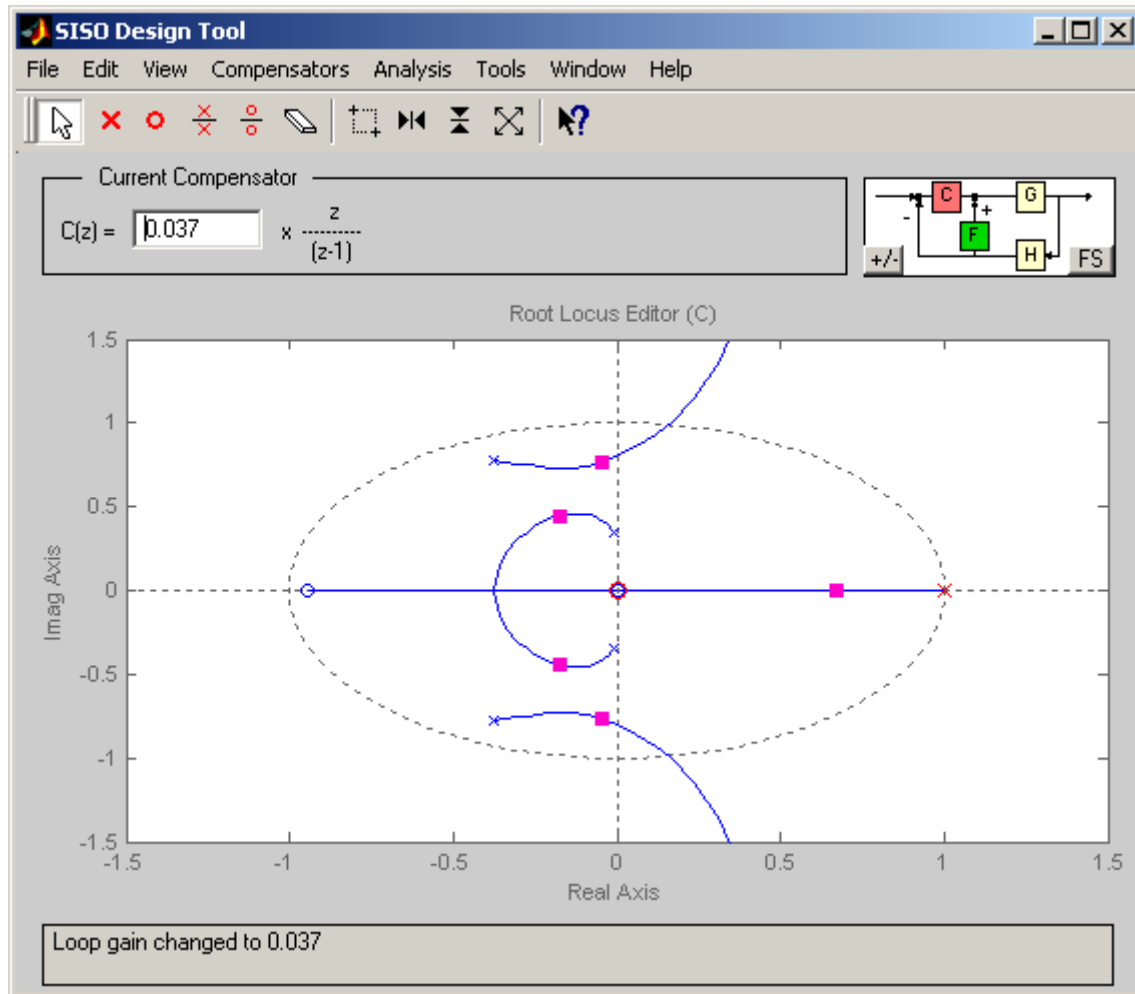 SISO Design Tool
File Edit View Compensators Analysis Tools Window Help
Current Compensator
C(z) = 0.037 x z
(z-1)
C G
- +
F
+/- H FS
Root Locus Editor (C)
1.5
1
0.5
0
-0.5
-1
-1.5
Imag Axis
-1.5 -1 -0.5 0 0.5 1 1.5
Real Axis
Loop gain changed to 0.037